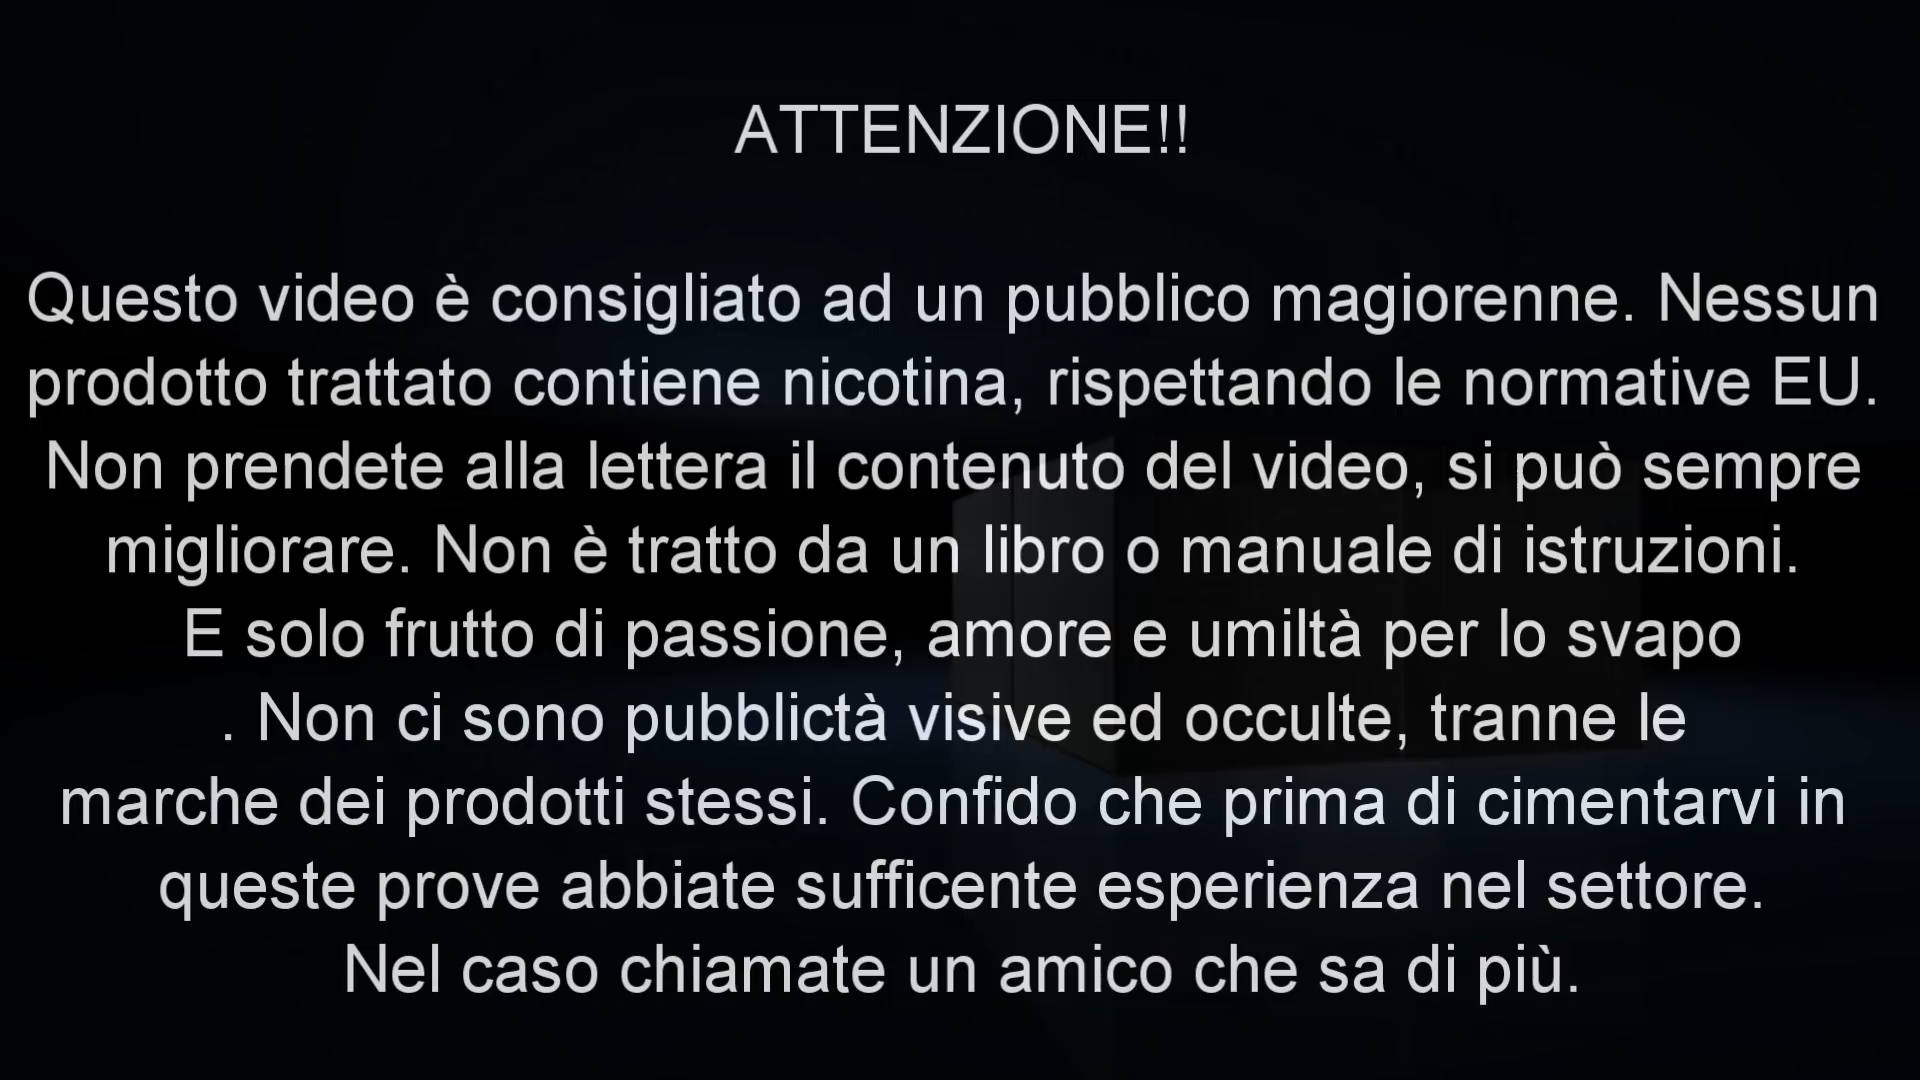 ATTENZIONE!!
Questo video è consigliato ad un pubblico magiorenne. Nessun
prodotto trattato contiene nicotina, rispettando le normative EU.
Non prendete alla lettera il contenuto del video, si può sempre
migliorare. Non è tratto da un libro o manuale di istruzioni.
E solo frutto di passione, amore e umiltà per lo svapo
. Non ci sono pubblictà visive ed occulte, tranne le
marche dei prodotti stessi. Confido che prima di cimentarvi in
queste prove abbiate sufficente esperienza nel settore.
Nel caso chiamate un amico che sa di più.